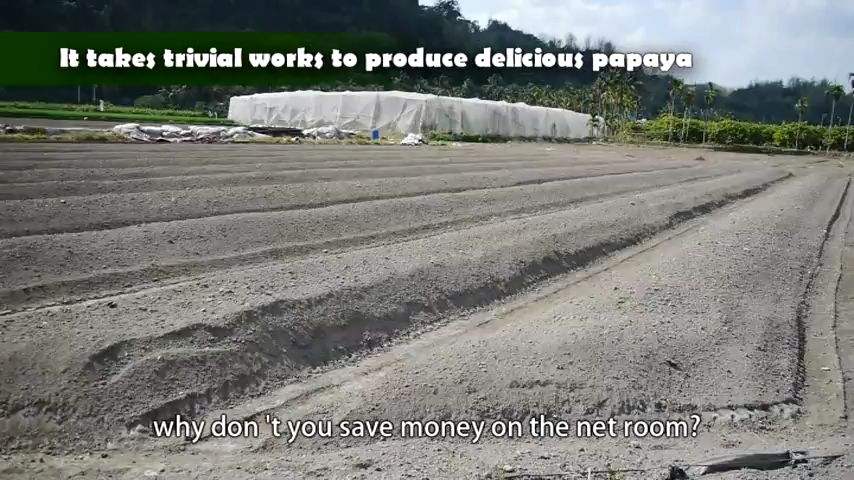 It takes trivial works to produce delicious papaya
why don't you save money on the net room?